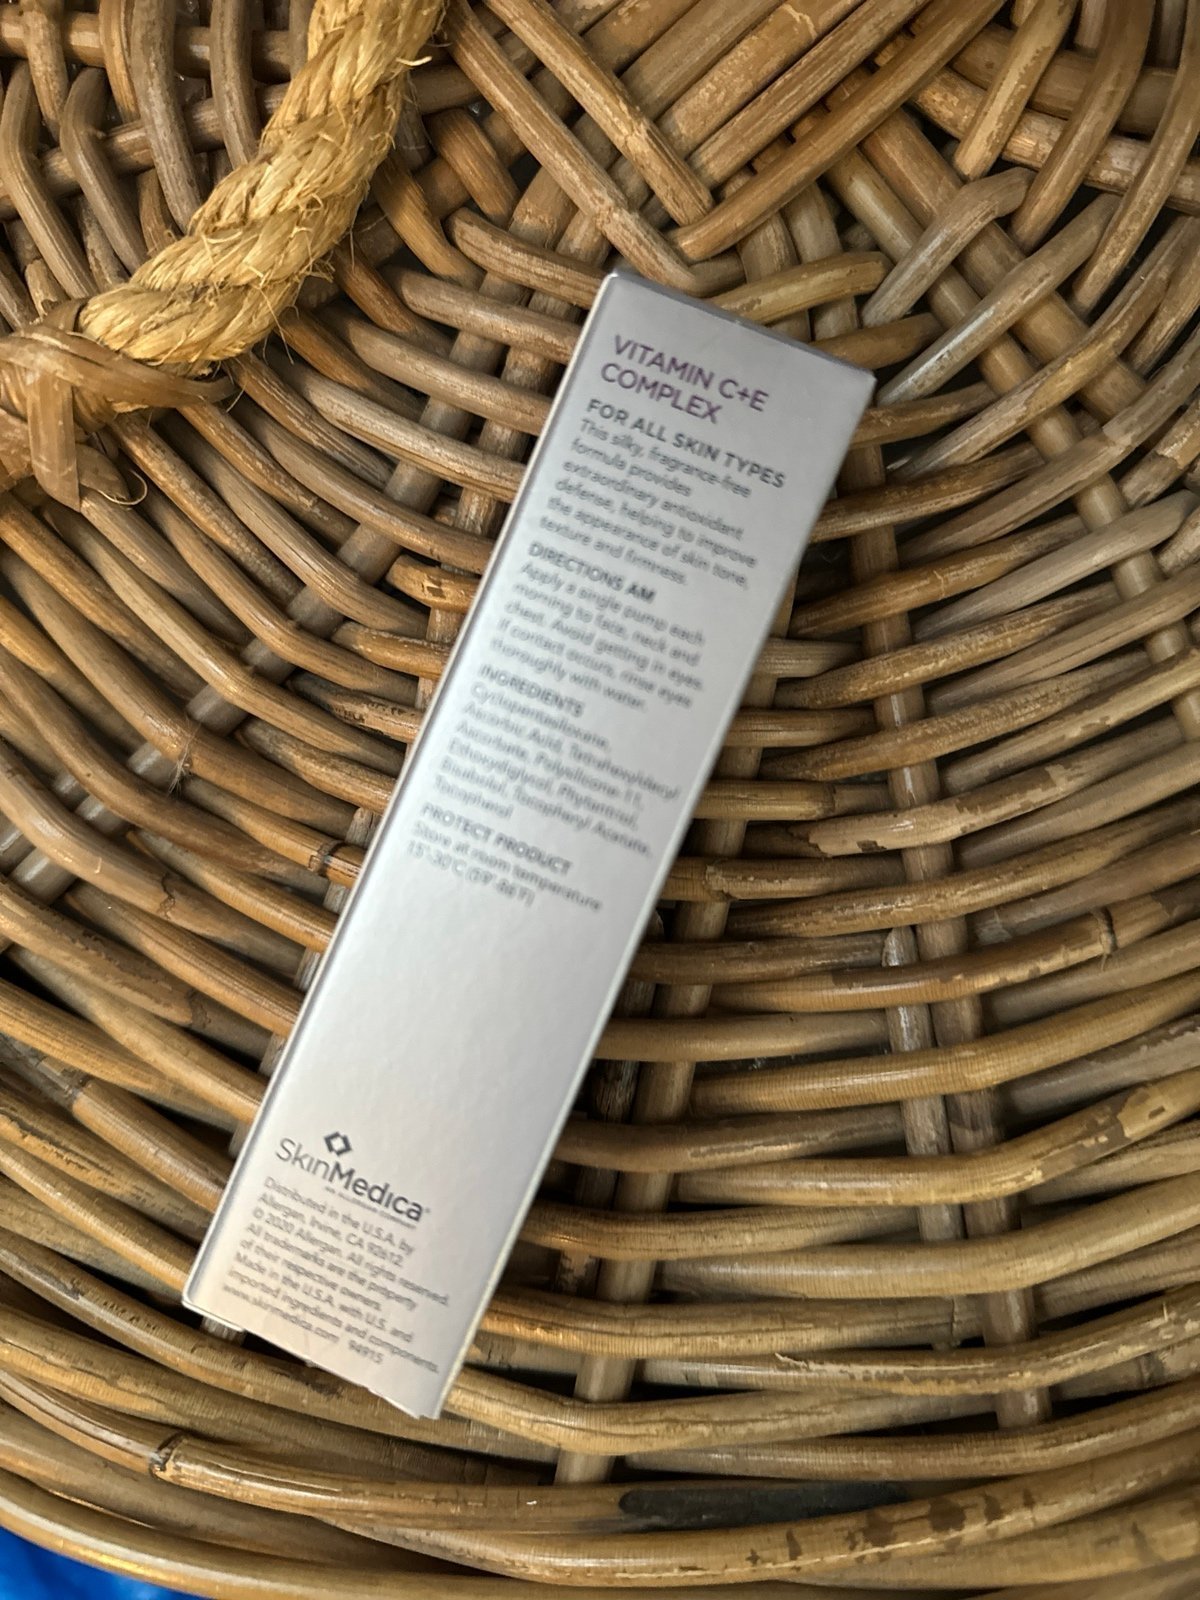 VITAMIN C+E
COMPLEX
FOR ALL SKIN TYPES
This silky, fragrance-free
formula provides
extraordinary antioxidant
defense, helping to improve
the appearance of skin tone,
texture and firmness.
DIRECTIONS AM
Apply a single pump each
morning to face, neck and
chest. Avoid getting in eyes.
If contact occurs, rinse eyes
thoroughly with water.
INGREDIENTS
Cyclopentasiloxane,
Ascorbic Acid, Tetrahexyldecyl
Ascorbate, Polysilicone-11,
Ethoxydiglycol, Phytantriol,
Bisabolol, Tocopheryl Acetate,
Tocopherol
PROTECT PRODUCT
Store at room temperature
15°-30°C (59°-86°F)
SkinMedica®
AN ALLERGAN COMPANY
Distributed in the U.S.A. by
Allergan, Irvine, CA 92612
© 2020 Allergan. All rights reserved.
All trademarks are the property
of their respective owners.
Made in the U.S.A. with U.S. and
imported ingredients and components.
www.skinmedica.com 94915